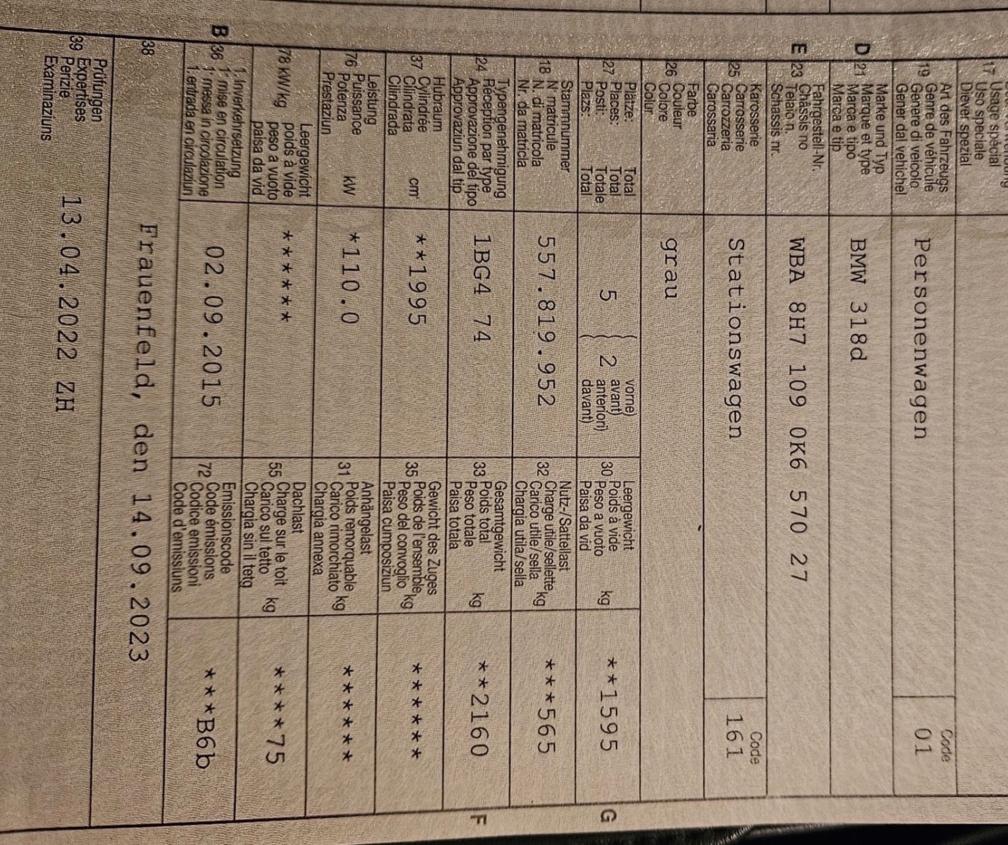 17 Usage spécial
Uso speciale
Diever spezial
Art des Fahrzeugs
19 Genre de véhicule
Genere di veicolo
Gener da vehichel
Personenwagen
Code
01
D 21 Marke und Typ
Marque et type
Marca e tipo
Marca e tip
BMW 318d
E 23 Fahrgestell-Nr.
Châssis no
Telaio n.
Schassis nr.
WBA 8H7 109 0K6 570 27
25 Karosserie
Carrosserie
Carozzeria
Carossaria
Stationswagen
Code
161
26 Farbe
Couleur
Colore
Colur
grau
27 Plätze: Total
Places: Total
Posti: Totale
Plazs: Total
5 2
vorne)
avant)
anteriori)
davant)
30 Leergewicht
Poids à vide
Peso a vuoto kg
Paisa da vid
**1595
G
18 Stammnummer
N° matricule
N. di matricola
Nr. da matricla
557.819.952
32 Nutz-/Sattellast
Charge utile/sellette
Carico utile/sella kg
Chargia utila/sella
***565
24 Typengenehmigung
Réception par type
Approvazione del tipo
Approvaziun dal tip
1BG4 74
33 Gesamtgewicht
Poids total
Peso totale kg
Paisa totala
**2160
F
37 Hubraum
Cylindrée
Cilindrata cm³
Cilindrada
**1995
35 Gewicht des Zuges
Poids de l'ensemble
Peso del convoglio kg
Paisa cumposiziun
******
76 Leistung
Puissance
Potenza kW
Prestaziun
*110.0
31 Anhängelast
Poids remorquable
Carico rimorchiato kg
Chargia annexa
******
78 kW/kg Leergewicht
poids à vide
peso a vuoto
paisa da vid
******
55 Dachlast
Charge sur le toit
Carico sul tetto kg
Chargia sin il tetg
****75
B 36 1. Inverkehrsetzung
1re mise en circulation
1a messa in circolazione
1. entrada en circulaziun
02.09.2015
72 Emissionscode
Code émissions
Codice emissioni
Code d'emissiuns
***B6b
38
Frauenfeld, den 14.09.2023
39 Prüfungen
Expertises
Perizie
Examinaziuns
13.04.2022 ZH